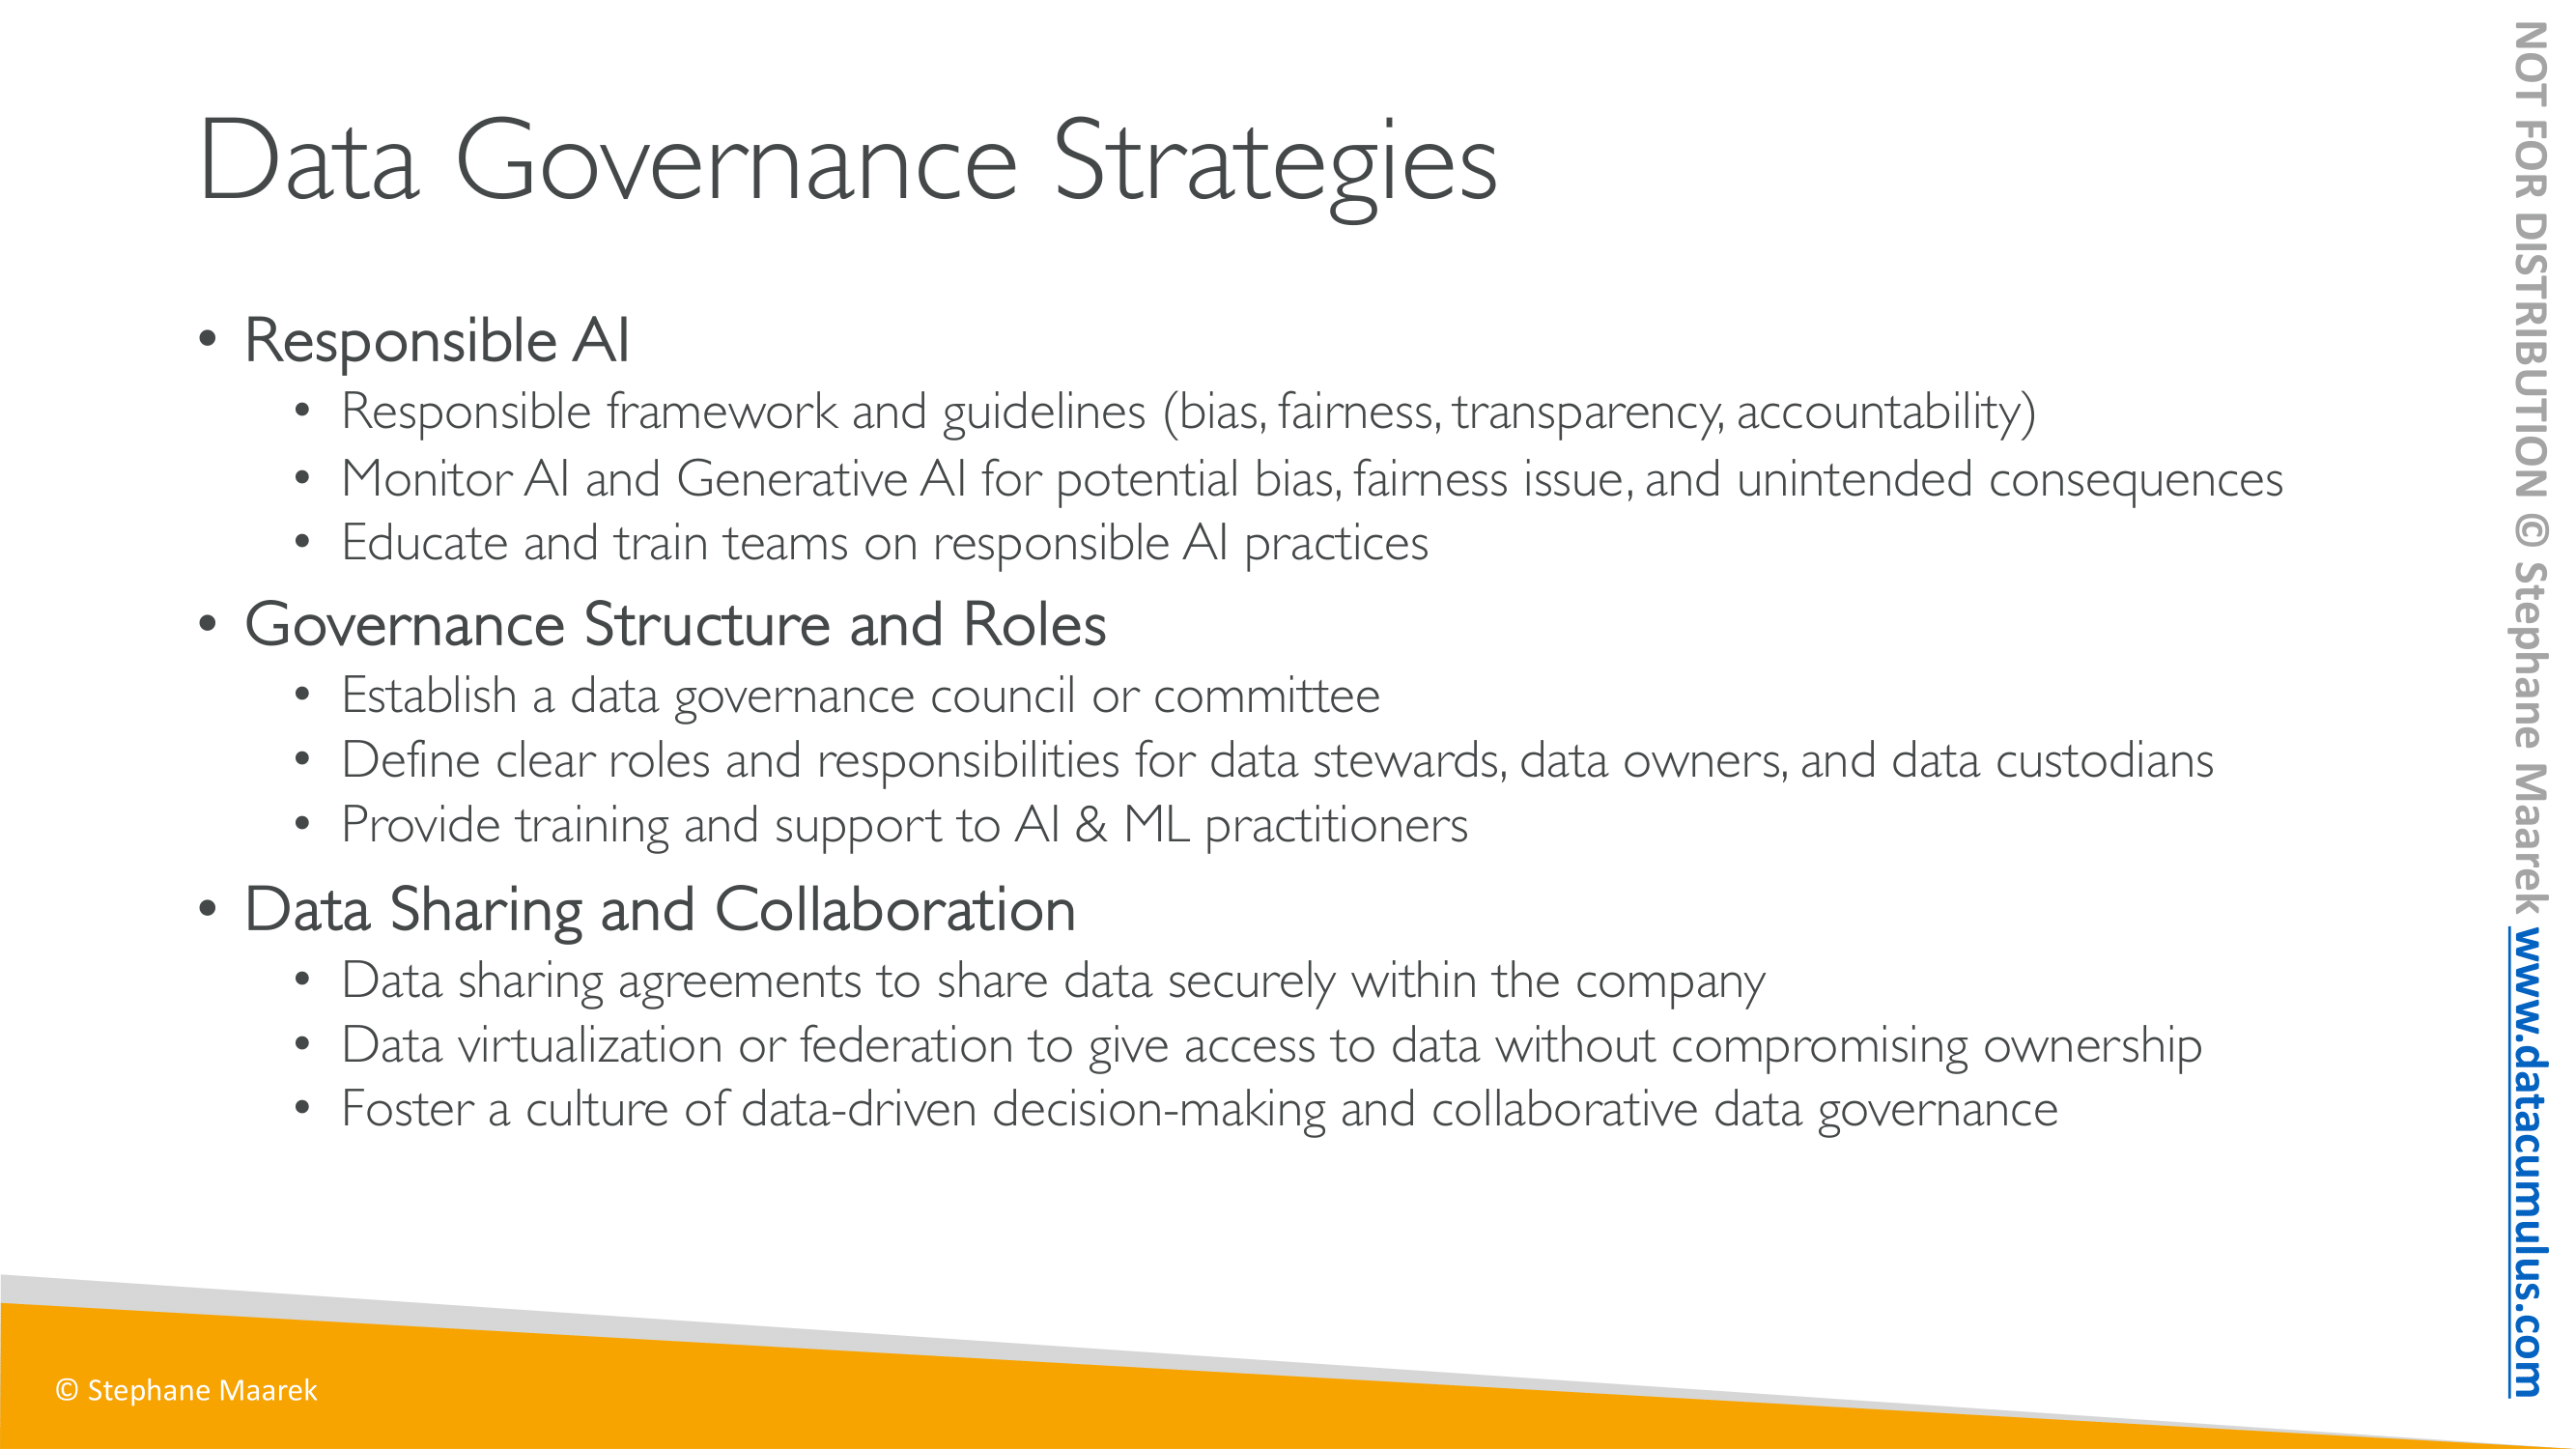 Data Governance Strategies
• Responsible AI
• Responsible framework and guidelines (bias, fairness, transparency, accountability)
• Monitor AI and Generative AI for potential bias, fairness issue, and unintended consequences
• Educate and train teams on responsible AI practices
• Governance Structure and Roles
• Establish a data governance council or committee
• Define clear roles and responsibilities for data stewards, data owners, and data custodians
• Provide training and support to AI & ML practitioners
• Data Sharing and Collaboration
• Data sharing agreements to share data securely within the company
• Data virtualization or federation to give access to data without compromising ownership
• Foster a culture of data-driven decision-making and collaborative data governance
© Stephane Maarek
NOT FOR DISTRIBUTION © Stephane Maarek www.datacumulus.com